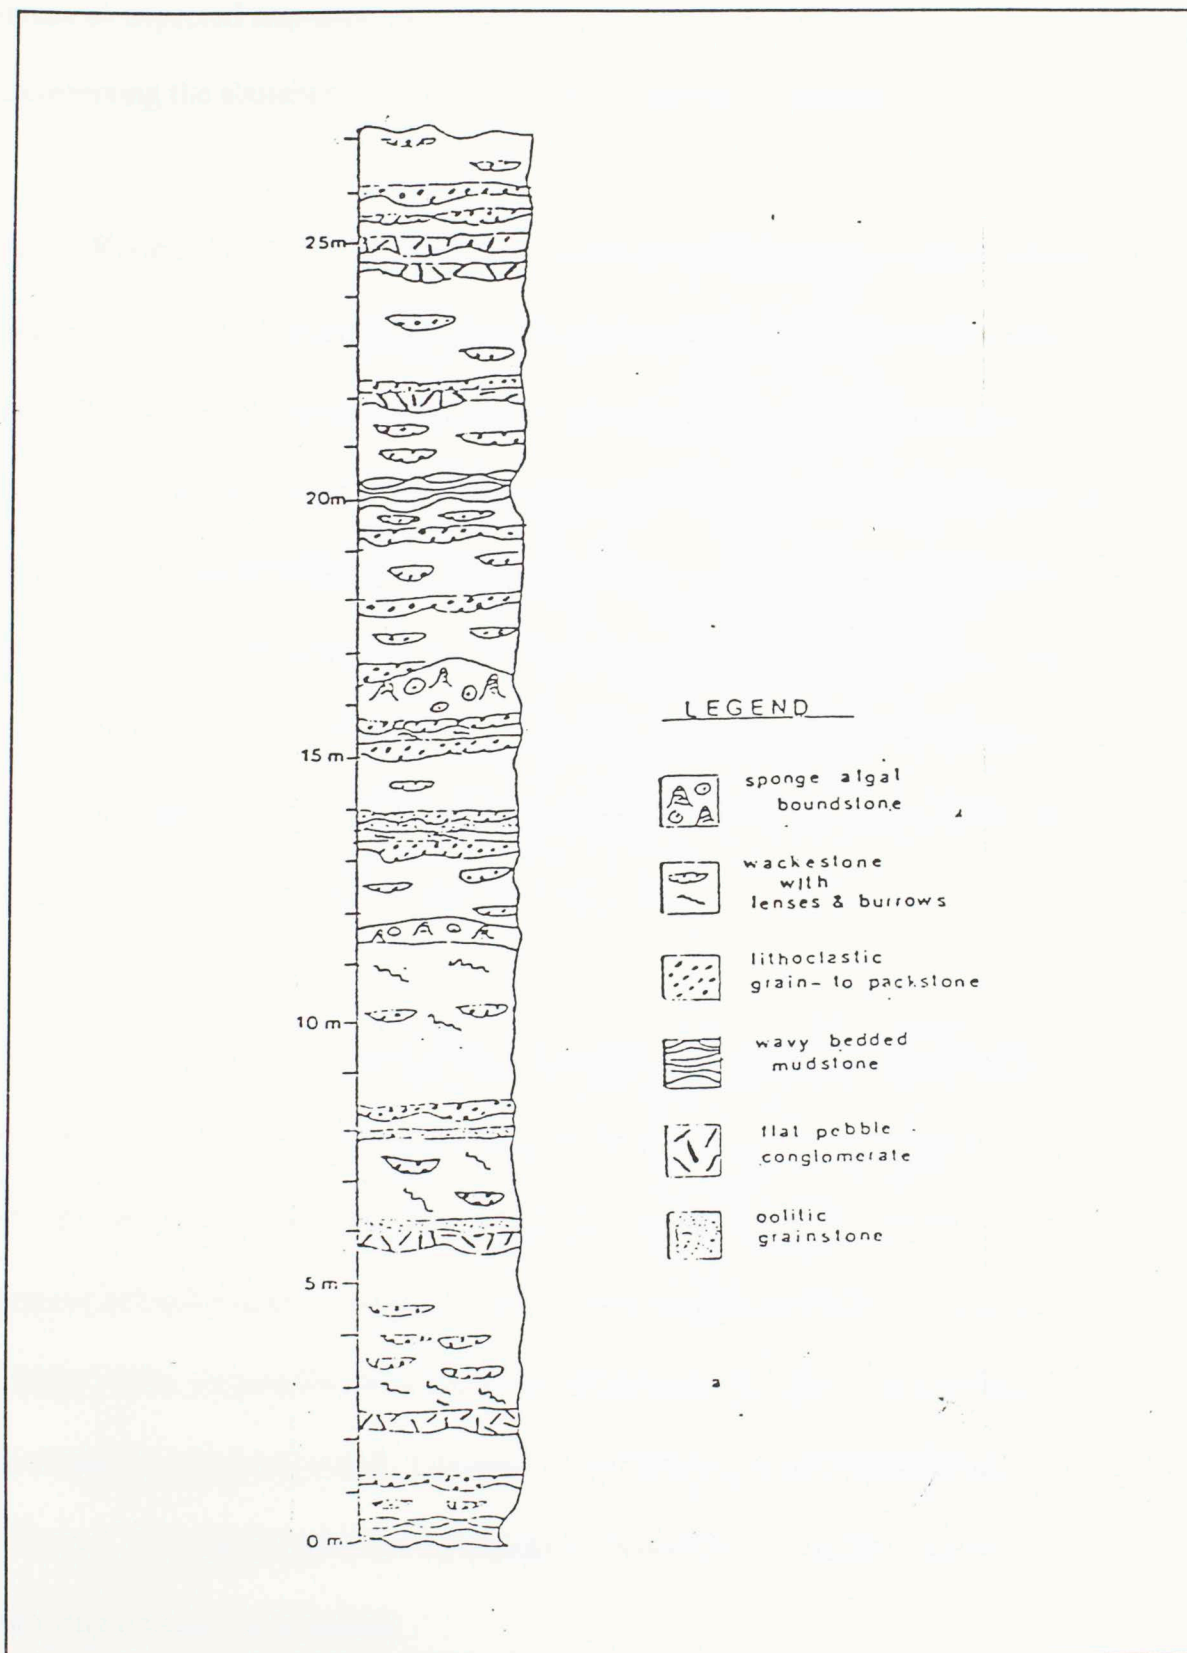 25m
20m
15 m
10 m
5 m
0 m
LEGEND
sponge algal
boundstone
wackestone
with
lenses & burrows
lithoclastic
grain- to packstone
wavy bedded
mudstone
flat pebble
conglomerate
oolitic
grainstone